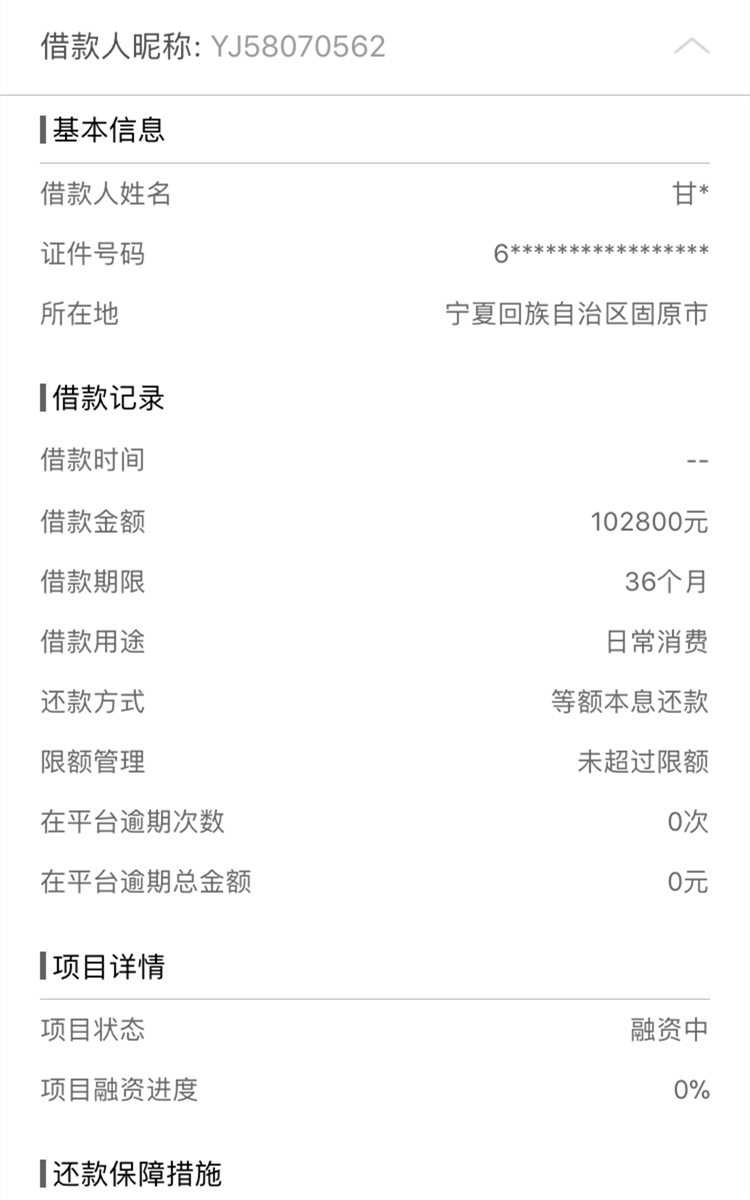 借款人昵称: YJ58070562
基本信息
借款人姓名 甘*
证件号码 6*****************
所在地 宁夏回族自治区固原市
借款记录
借款时间 --
借款金额 102800元
借款期限 36个月
借款用途 日常消费
还款方式 等额本息还款
限额管理 未超过限额
在平台逾期次数 0次
在平台逾期总金额 0元
项目详情
项目状态 融资中
项目融资进度 0%
还款保障措施